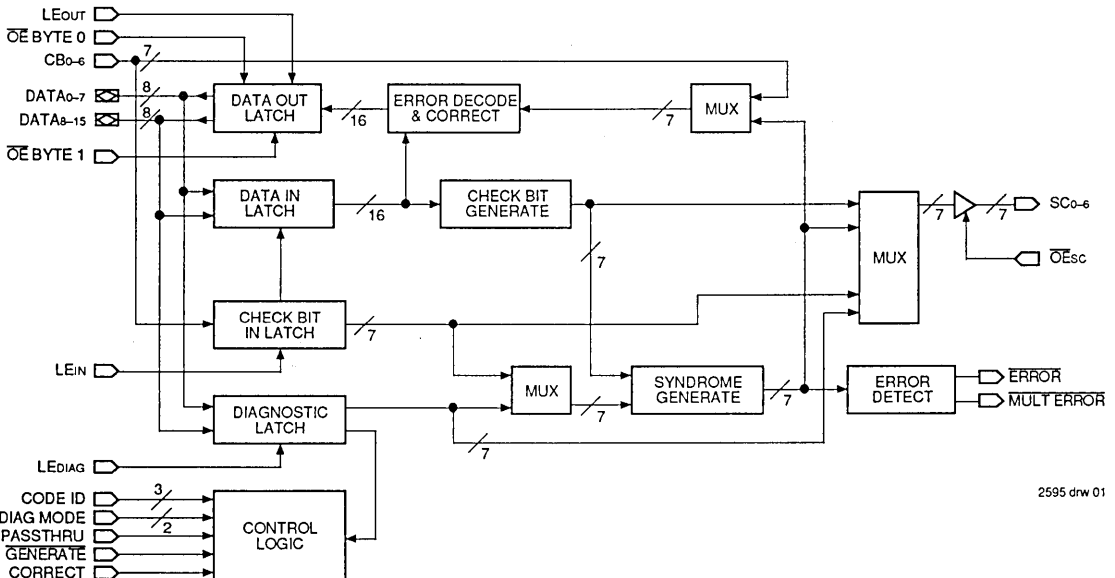 LEOUT
OE BYTE 0
CB0–6
7
DATA0–7
8
DATA8–15
8
OE BYTE 1
DATA OUT
LATCH
16
ERROR DECODE
& CORRECT
7
MUX
DATA IN
LATCH
16
CHECK BIT
GENERATE
7
MUX
7
7
SC0–6
OESC
CHECK BIT
IN LATCH
7
LEIN
DIAGNOSTIC
LATCH
MUX
7
SYNDROME
GENERATE
7
ERROR
DETECT
ERROR
MULT ERROR
7
LEDIAG
CODE ID
3
DIAG MODE
2
PASSTHRU
GENERATE
CORRECT
CONTROL
LOGIC
2595 drw 01